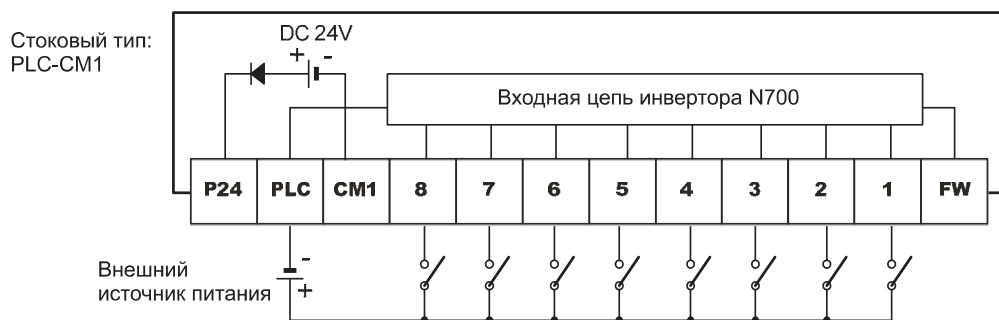 Стоковый тип:
PLC-CM1
DC 24V
+ -
Входная цепь инвертора N700
P24 PLC CM1 8 7 6 5 4 3 2 1 FW
-
+
Внешний
источник питания